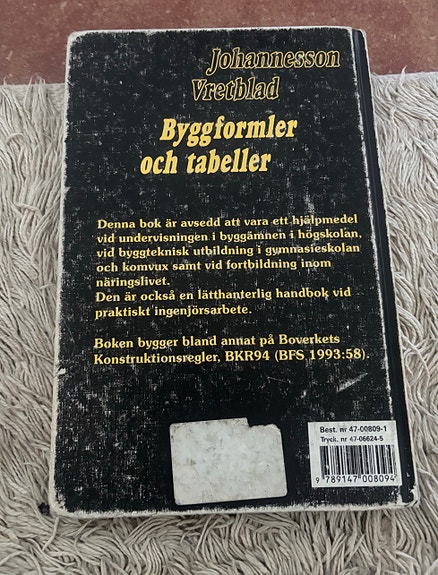 Johannesson
Vretblad
Byggformler
och tabeller
Denna bok är avsedd att vara ett hjälpmedel
vid undervisningen i byggämnen i högskolan,
vid byggteknisk utbildning i gymnasieskolan
och komvux samt vid fortbildning inom
näringslivet.
Den är också en lätthanterlig handbok vid
praktiskt ingenjörsarbete.
Boken bygger bland annat på Boverkets
Konstruktionsregler, BKR94 (BFS 1993:58).
Best. nr 47-00809-1
Tryck. nr 47-06624-5
9 789147 008094